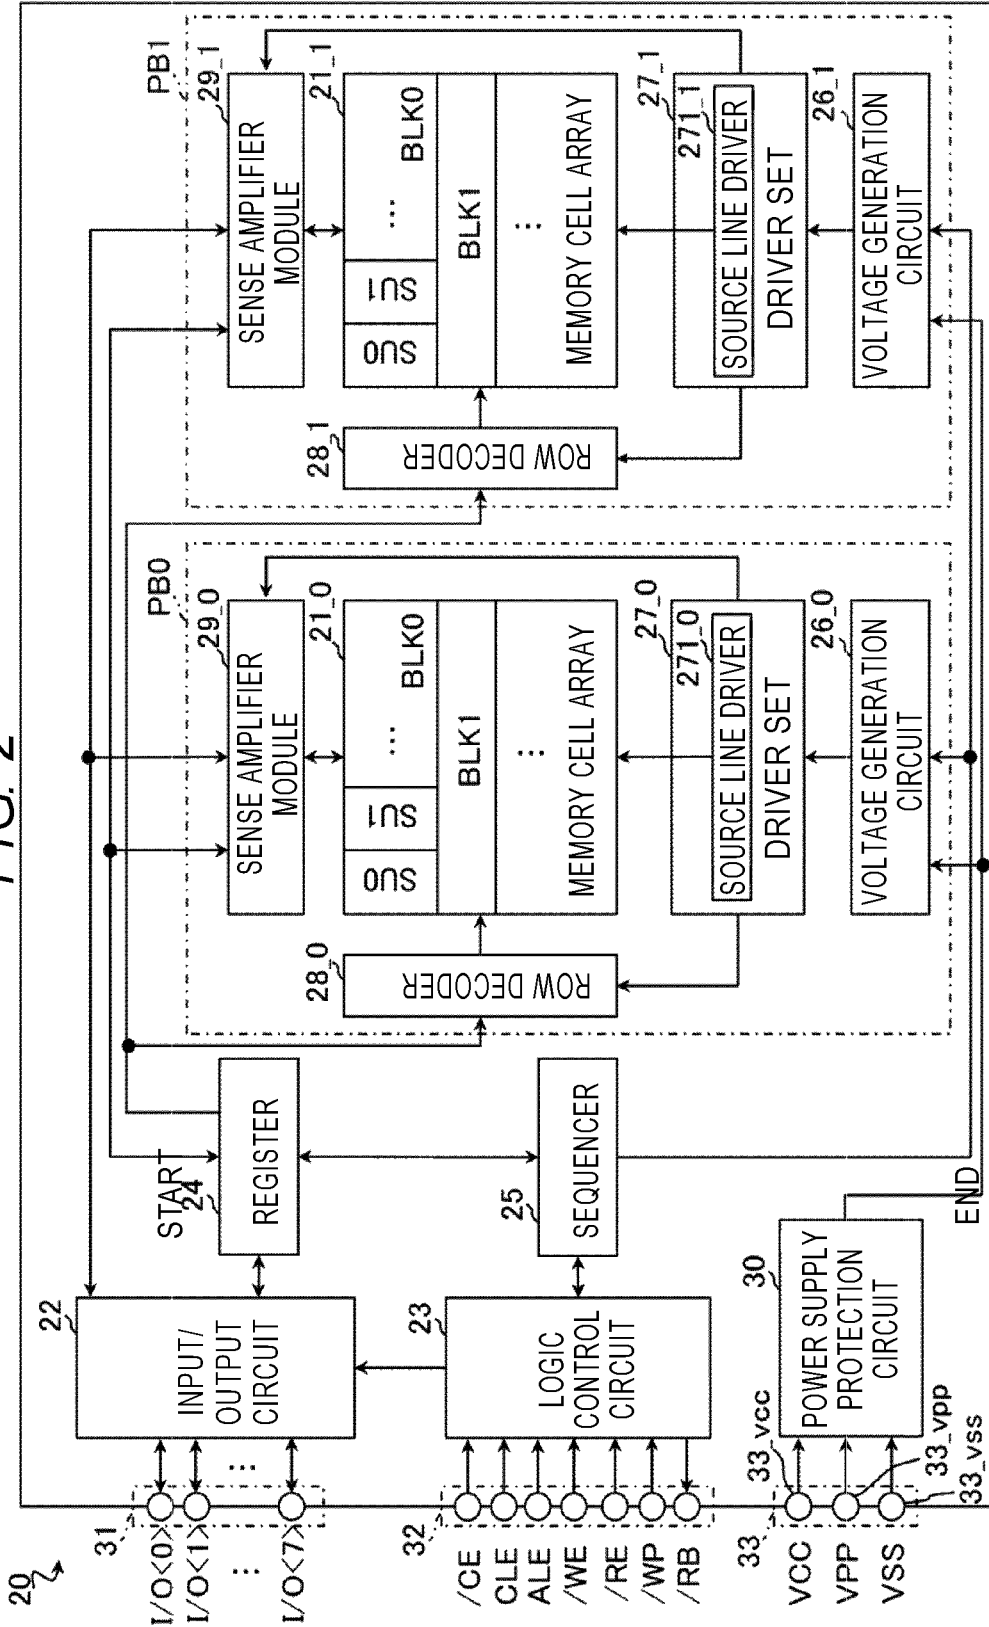 FIG. 2
20
31
I/O<0>
I/O<1>
⋮
I/O<7>
...
22
INPUT/
OUTPUT
CIRCUIT
32
/CE
CLE
ALE
/WE
/RE
/WP
/RB
23
LOGIC
CONTROL
CIRCUIT
33
VCC
VPP
VSS
33_vcc
33_vpp
33_vss
30
POWER SUPPLY
PROTECTION
CIRCUIT
START
24
REGISTER
25
SEQUENCER
END
PB0
29_0
SENSE AMPLIFIER
MODULE
28_0
ROW DECODER
21_0
SU0
SU1
...
BLK0
BLK1
⋮
MEMORY CELL ARRAY
27_0
271_0
SOURCE LINE DRIVER
DRIVER SET
26_0
VOLTAGE GENERATION
CIRCUIT
PB1
29_1
SENSE AMPLIFIER
MODULE
28_1
ROW DECODER
21_1
SU0
SU1
...
BLK0
BLK1
⋮
MEMORY CELL ARRAY
27_1
271_1
SOURCE LINE DRIVER
DRIVER SET
26_1
VOLTAGE GENERATION
CIRCUIT